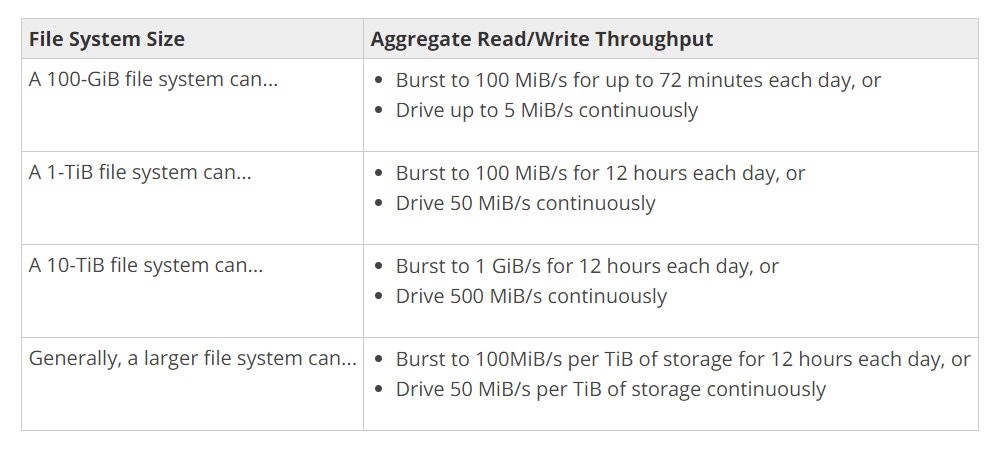 File System Size
Aggregate Read/Write Throughput
A 100-GiB file system can...
• Burst to 100 MiB/s for up to 72 minutes each day, or
• Drive up to 5 MiB/s continuously
A 1-TiB file system can...
• Burst to 100 MiB/s for 12 hours each day, or
• Drive 50 MiB/s continuously
A 10-TiB file system can...
• Burst to 1 GiB/s for 12 hours each day, or
• Drive 500 MiB/s continuously
Generally, a larger file system can...
• Burst to 100MiB/s per TiB of storage for 12 hours each day, or
• Drive 50 MiB/s per TiB of storage continuously